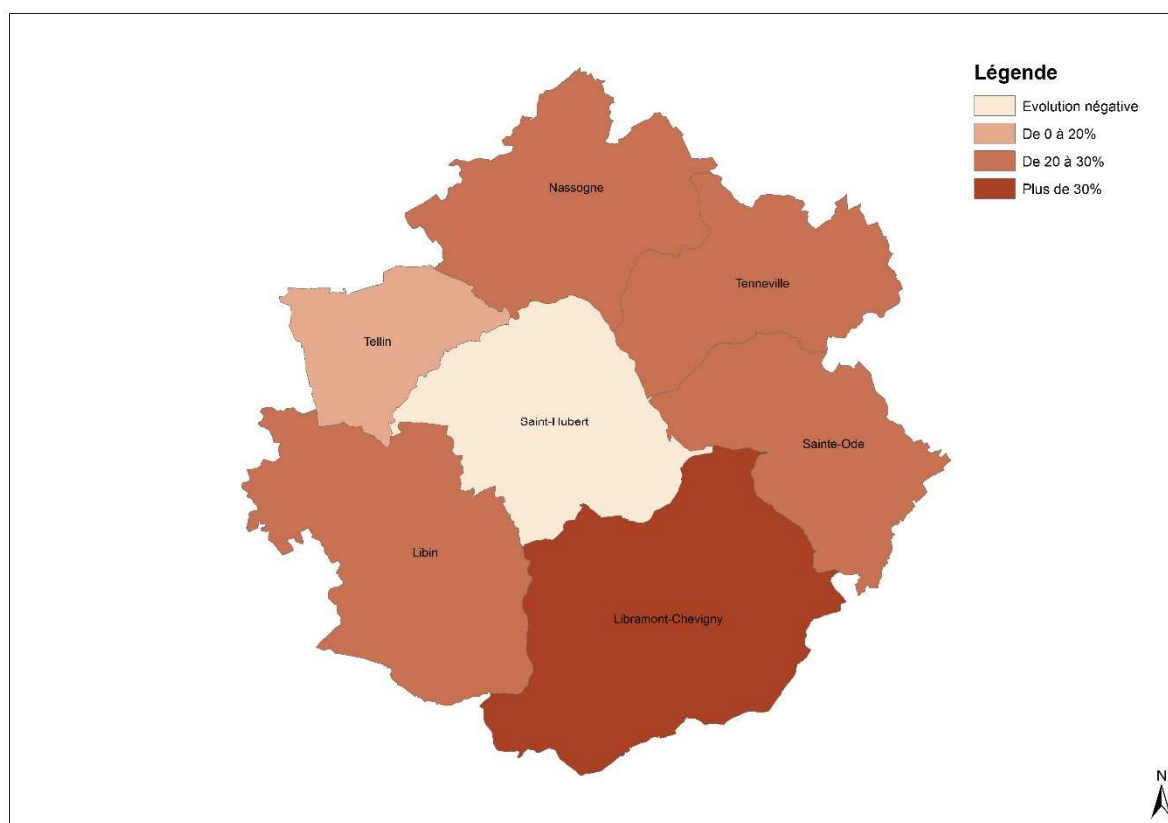 Légende
Evolution négative
De 0 à 20%
De 20 à 30%
Plus de 30%
Nassogne
Tenneville
Tellin
Saint-Hubert
Sainte-Ode
Libin
Libramont-Chevigny
N